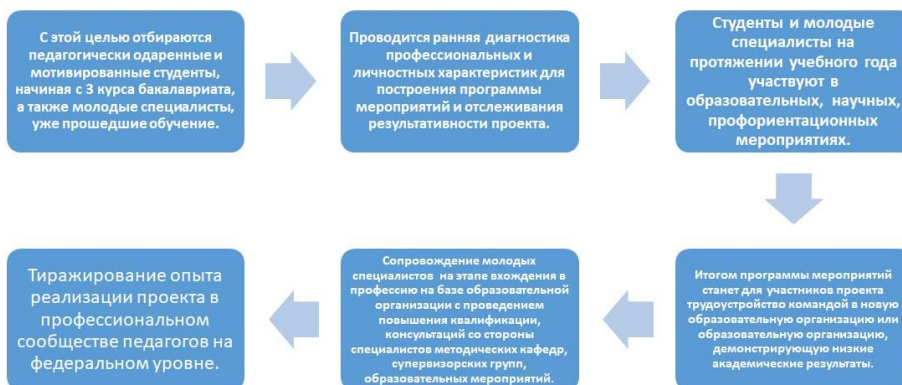 С этой целью отбираются
педагогически одаренные и
мотивированные студенты,
начиная с 3 курса бакалавриата,
а также молодые специалисты,
уже прошедшие обучение.
Проводится ранняя диагностика
профессиональных и
личностных характеристик для
построения программы
мероприятий и отслеживания
результативности проекта.
Студенты и молодые
специалисты на
протяжении учебного года
участвуют в
образовательных, научных,
профориентационных
мероприятиях.
Итогом программы мероприятий
станет для участников проекта
трудоустройство командой в новую
образовательную организацию или
образовательную организацию,
демонстрирующую низкие
академические результаты.
Сопровождение молодых
специалистов на этапе вхождения в
профессию на базе образовательной
организации с проведением
повышения квалификации,
консультаций со стороны
специалистов методических кафедр,
супервизорских групп,
образовательных мероприятий.
Тиражирование опыта
реализации проекта в
профессиональном
сообществе педагогов на
федеральном уровне.